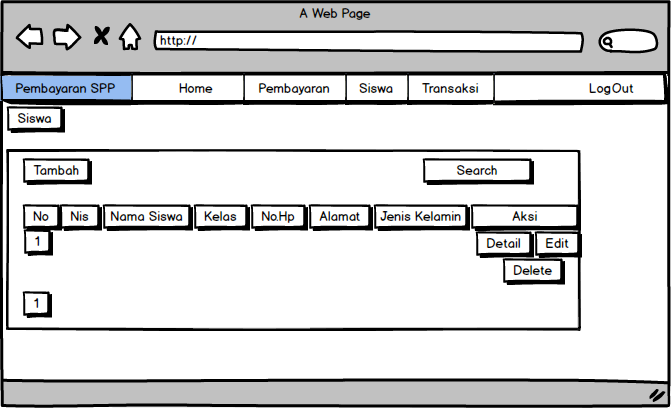 A Web Page
http://
Pembayaran SPP Home Pembayaran Siswa Transaksi LogOut
Siswa
Tambah Search
No Nis Nama Siswa Kelas No.Hp Alamat Jenis Kelamin Aksi
1 Detail Edit
Delete
1